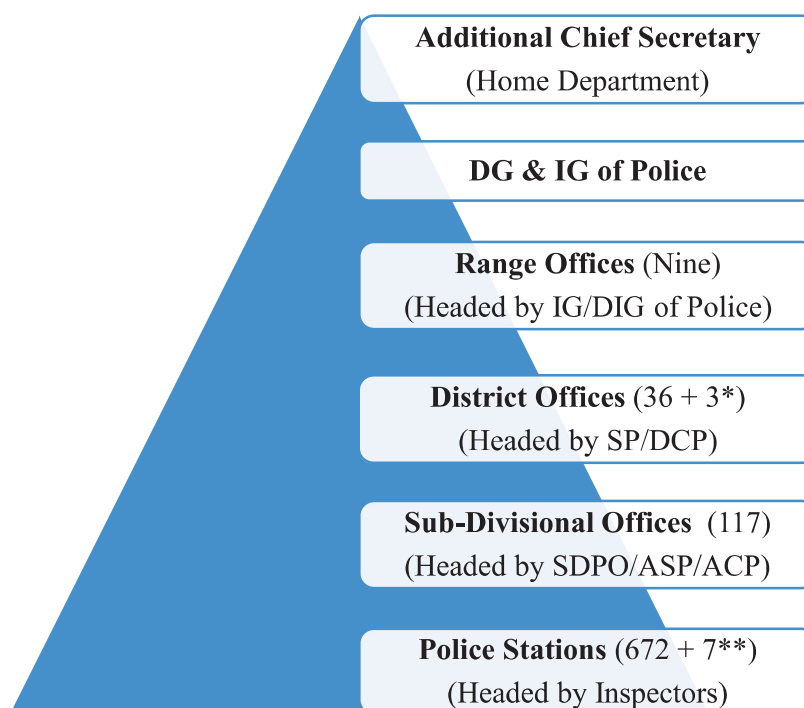 Additional Chief Secretary
(Home Department)
DG & IG of Police
Range Offices (Nine)
(Headed by IG/DIG of Police)
District Offices (36 + 3*)
(Headed by SP/DCP)
Sub-Divisional Offices (117)
(Headed by SDPO/ASP/ACP)
Police Stations (672 + 7**)
(Headed by Inspectors)